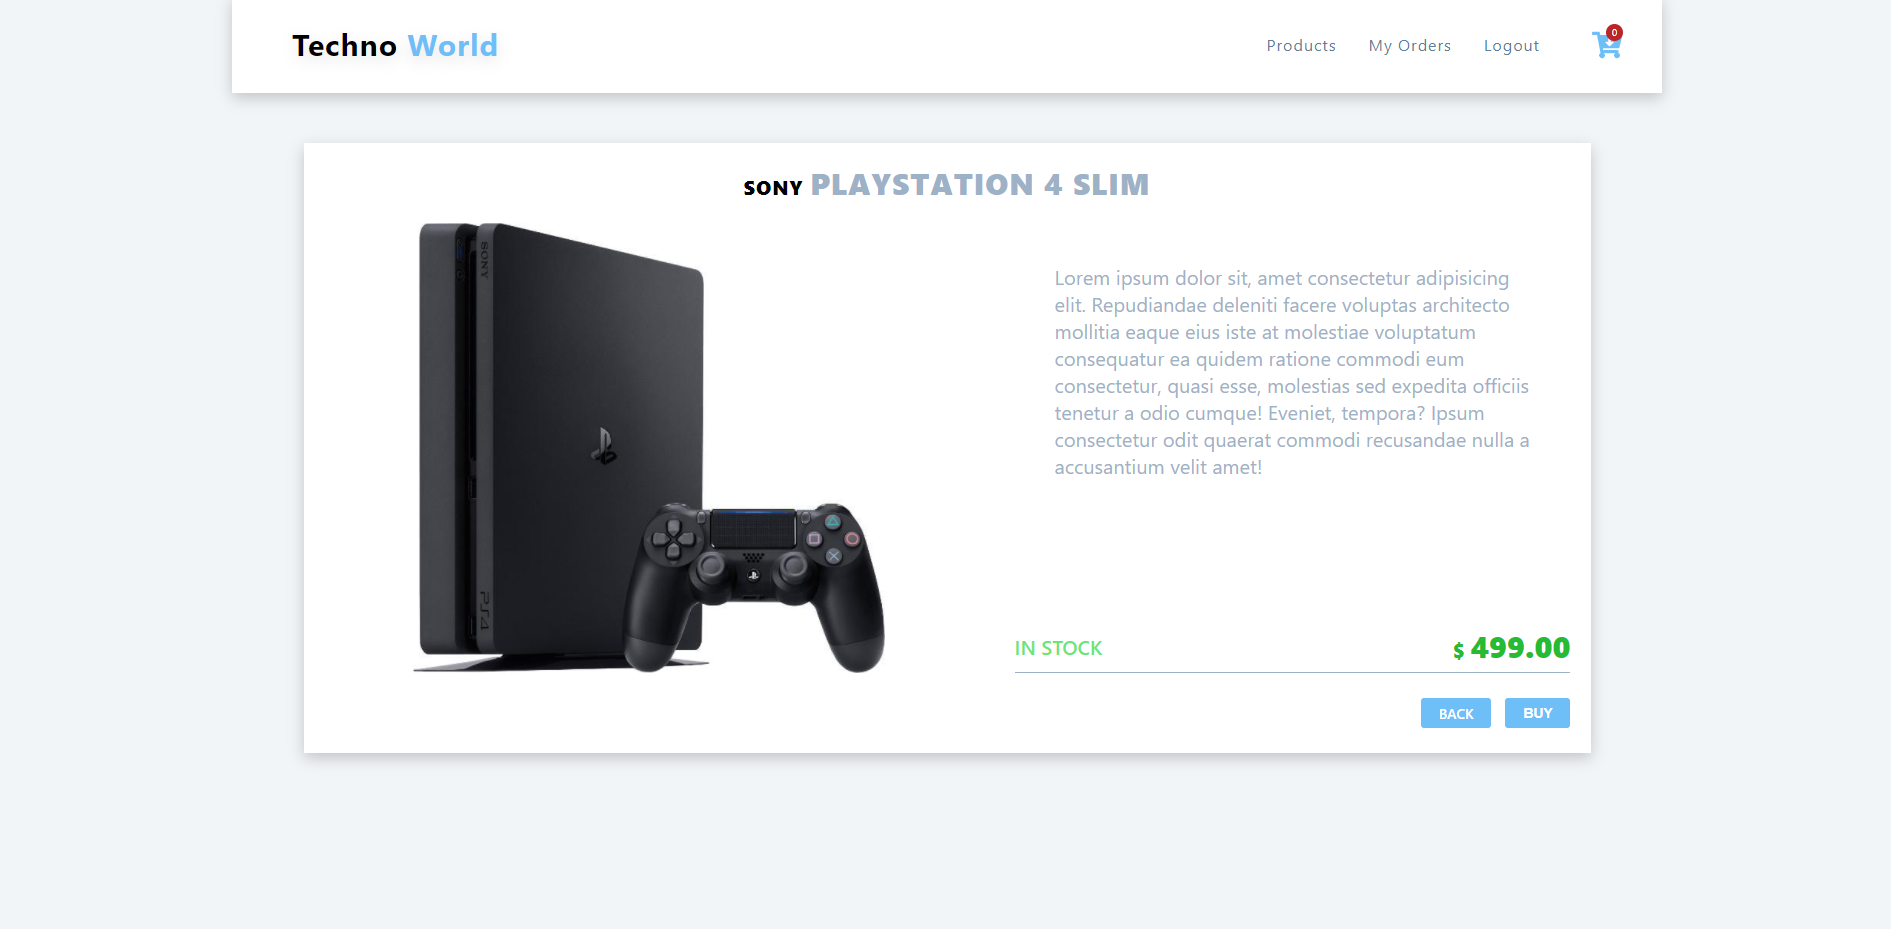 Techno World
Products My Orders Logout
0
SONY PLAYSTATION 4 SLIM
SONY
PS4
Lorem ipsum dolor sit, amet consectetur adipisicing
elit. Repudiandae deleniti facere voluptas architecto
mollitia eaque eius iste at molestiae voluptatum
consequatur ea quidem ratione commodi eum
consectetur, quasi esse, molestias sed expedita officiis
tenetur a odio cumque! Eveniet, tempora? Ipsum
consectetur odit quaerat commodi recusandae nulla a
accusantium velit amet!
IN STOCK
$ 499.00
BACK
BUY